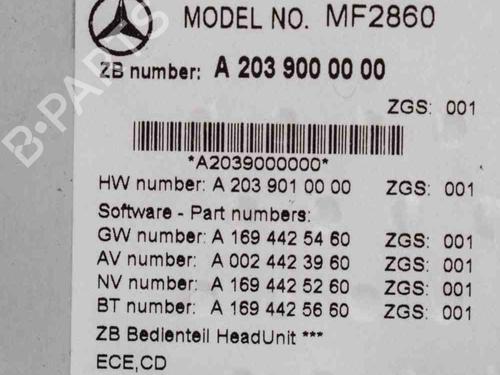 MODEL NO. MF2860
ZB number: A 203 900 00 00
ZGS: 001
*A2039000000*
HW number: A 203 901 00 00 ZGS: 001
Software - Part numbers:
GW number: A 169 442 54 60 ZGS: 001
AV number: A 002 442 39 60 ZGS: 001
NV number: A 169 442 52 60 ZGS: 001
BT number: A 169 442 56 60 ZGS: 001
ZB Bedienteil HeadUnit ***
ECE,CD
B-PARTS